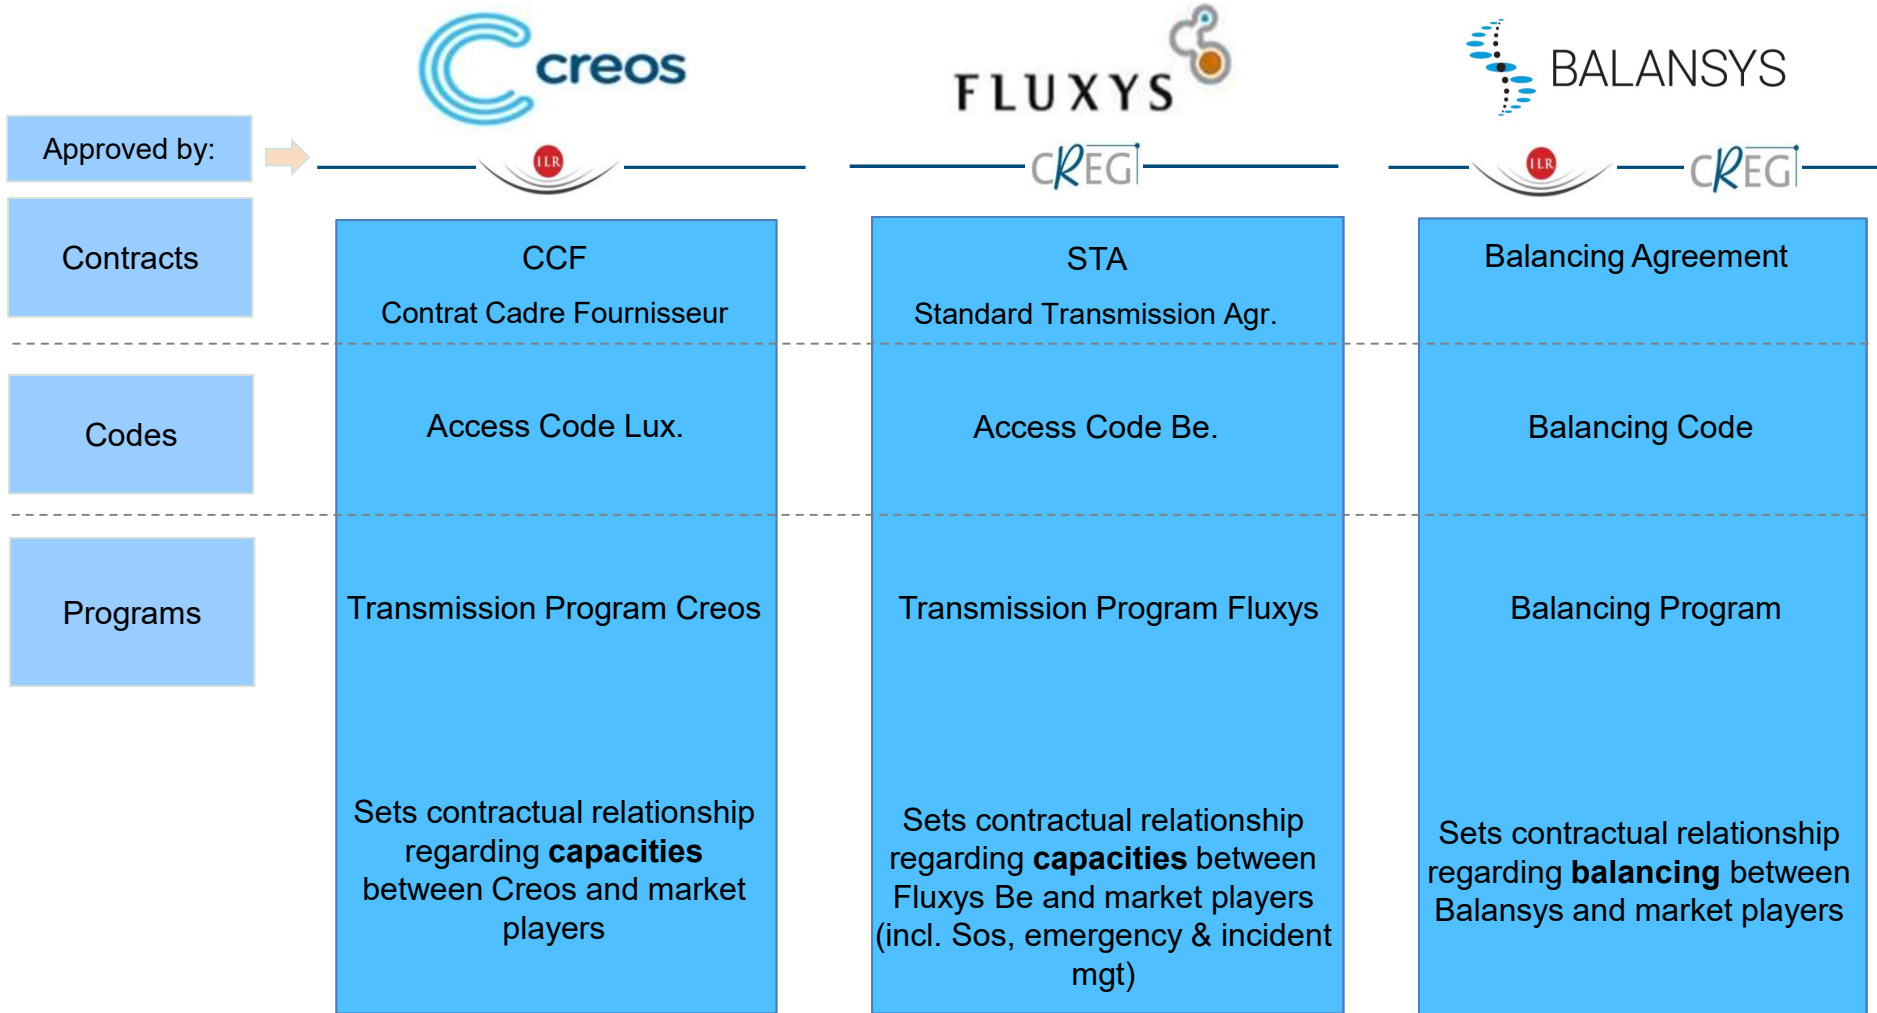 creos
FLUXYS
BALANSYS
Approved by:
ILR
CREG
ILR
CREG
Contracts
CCF
Contrat Cadre Fournisseur
STA
Standard Transmission Agr.
Balancing Agreement
Codes
Access Code Lux.
Access Code Be.
Balancing Code
Programs
Transmission Program Creos
Transmission Program Fluxys
Balancing Program
Sets contractual relationship
regarding capacities
between Creos and market
players
Sets contractual relationship
regarding capacities between
Fluxys Be and market players
(incl. Sos, emergency & incident
mgt)
Sets contractual relationship
regarding balancing between
Balansys and market players